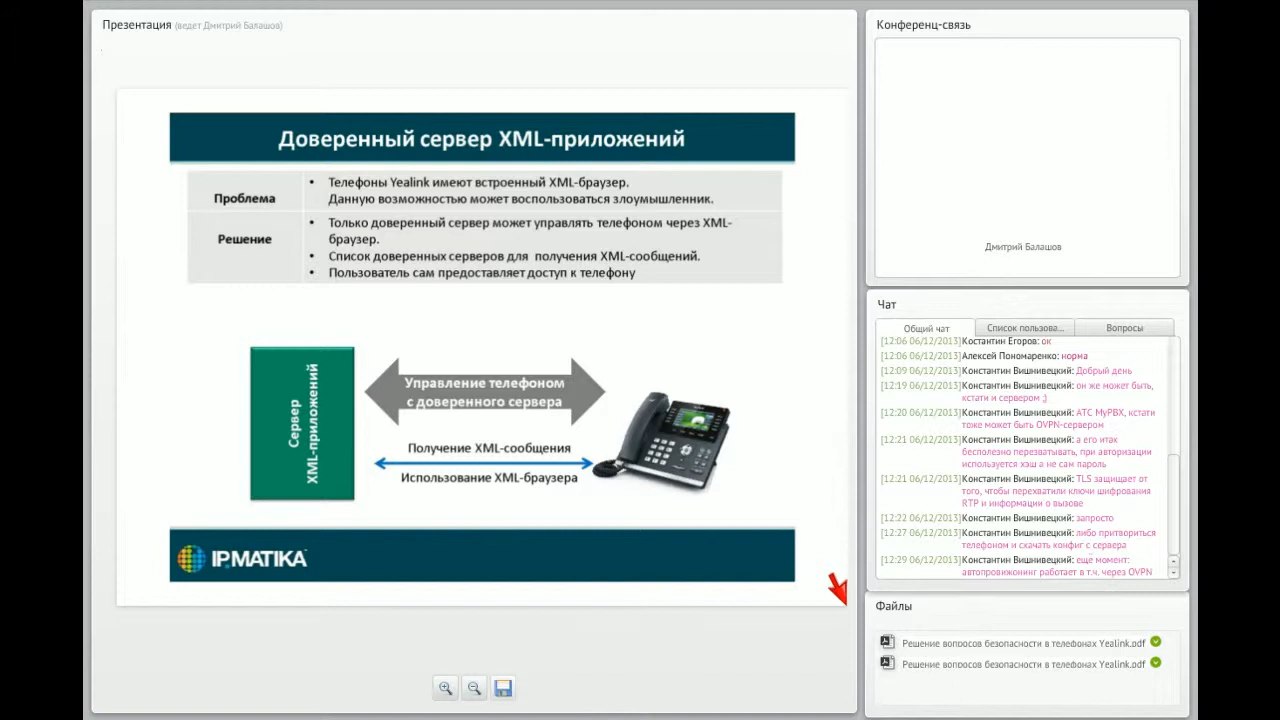 Презентация (ведет Дмитрий Балашов)
Доверенный сервер XML-приложений
Проблема
• Телефоны Yealink имеют встроенный XML-браузер.
Данную возможностью может воспользоваться злоумышленник.
Решение
• Только доверенный сервер может управлять телефоном через XML-
браузер.
• Список доверенных серверов для получения XML-сообщений.
• Пользователь сам предоставляет доступ к телефону
Сервер
XML-приложений
Управление телефоном
с доверенного сервера
Получение XML-сообщения
Использование XML-браузера
IPMATIKA
Конференц-связь
Дмитрий Балашов
Чат
Общий чат
Список пользова...
Вопросы
[12:06 06/12/2013] Костантин Егоров: ок
[12:06 06/12/2013] Алексей Пономаренко: норма
[12:09 06/12/2013] Константин Вишнивецкий: Добрый день
[12:19 06/12/2013] Константин Вишнивецкий: он же может быть,
кстати и сервером ;)
[12:20 06/12/2013] Константин Вишнивецкий: АТС MyPBX, кстати
тоже может быть OVPN-сервером
[12:21 06/12/2013] Константин Вишнивецкий: а его итак
бесполезно перезватывать, при авторизации
используется хэш а не сам пароль
[12:21 06/12/2013] Константин Вишнивецкий: TLS защищает от
того, чтобы перехватили ключи шифрования
RTP и информации о вызове
[12:22 06/12/2013] Константин Вишнивецкий: запросто
[12:27 06/12/2013] Константин Вишнивецкий: либо притвориться
телефоном и скачать конфиг с сервера
[12:29 06/12/2013] Константин Вишнивецкий: ещё момент:
автопровижонинг работает в т.ч. через OVPN
Файлы
Решение вопросов безопасности в телефонах Yealink.pdf
Решение вопросов безопасности в телефонах Yealink.pdf